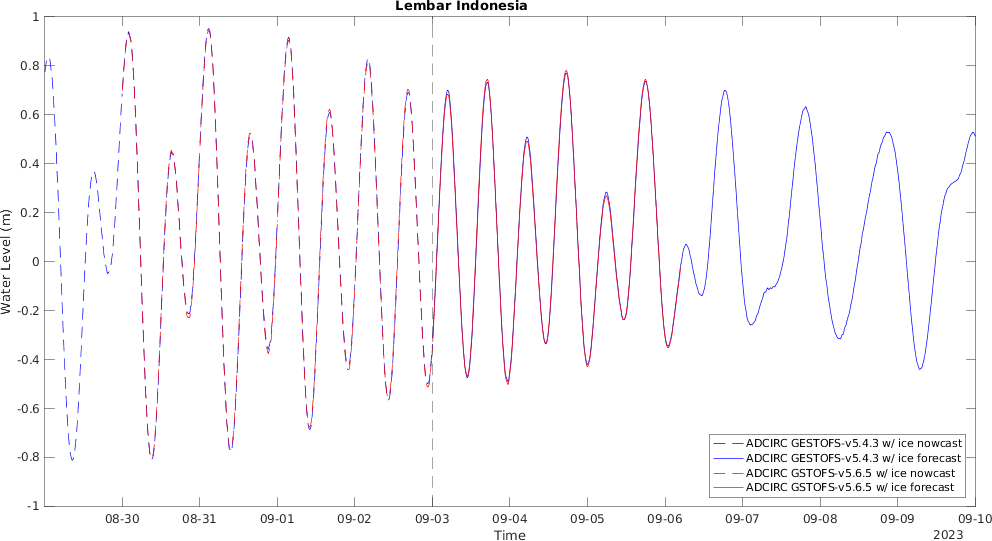 Lembar Indonesia
1
0.8
0.6
0.4
0.2
0
-0.2
-0.4
-0.6
-0.8
-1
Water Level (m)
08-30 08-31 09-01 09-02 09-03 09-04 09-05 09-06 09-07 09-08 09-09 09-10
Time
2023
ADCIRC GESTOFS-v5.4.3 w/ ice nowcast
ADCIRC GESTOFS-v5.4.3 w/ ice forecast
ADCIRC GSTOFS-v5.6.5 w/ ice nowcast
ADCIRC GSTOFS-v5.6.5 w/ ice forecast